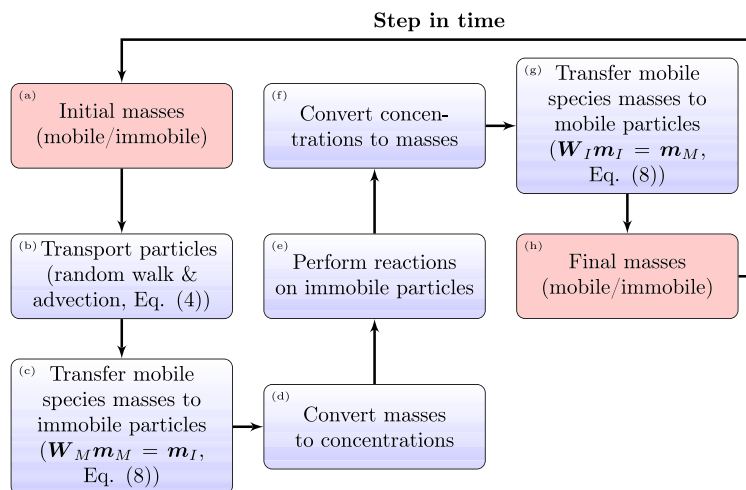 Step in time
(a)
Initial masses
(mobile/immobile)
(b)
Transport particles
(random walk &
advection, Eq. (4))
(c)
Transfer mobile
species masses to
immobile particles
(W_M m_M = m_I,
Eq. (8))
(d)
Convert masses
to concentrations
(e)
Perform reactions
on immobile particles
(f)
Convert concen-
trations to masses
(g)
Transfer mobile
species masses to
mobile particles
(W_I m_I = m_M,
Eq. (8))
(h)
Final masses
(mobile/immobile)